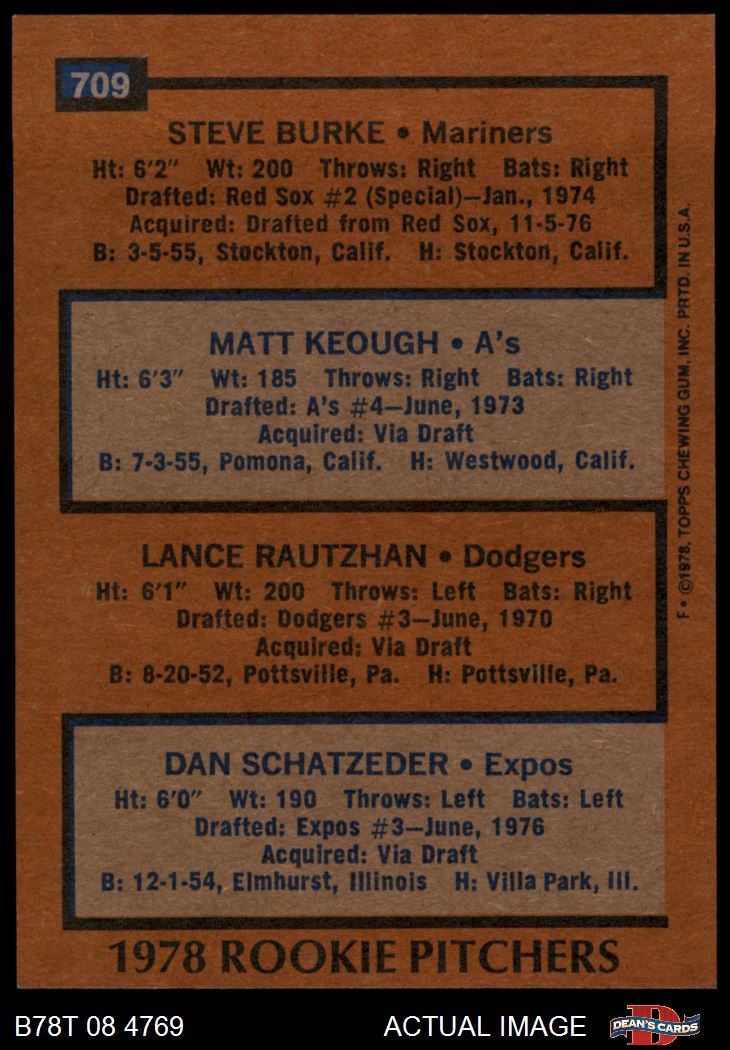 709
STEVE BURKE • Mariners
Ht: 6'2" Wt: 200 Throws: Right Bats: Right
Drafted: Red Sox #2 (Special)—Jan., 1974
Acquired: Drafted from Red Sox, 11-5-76
B: 3-5-55, Stockton, Calif. H: Stockton, Calif.
MATT KEOUGH • A's
Ht: 6'3" Wt: 185 Throws: Right Bats: Right
Drafted: A's #4—June, 1973
Acquired: Via Draft
B: 7-3-55, Pomona, Calif. H: Westwood, Calif.
LANCE RAUTZHAN • Dodgers
Ht: 6'1" Wt: 200 Throws: Left Bats: Right
Drafted: Dodgers #3—June, 1970
Acquired: Via Draft
B: 8-20-52, Pottsville, Pa. H: Pottsville, Pa.
DAN SCHATZEDER • Expos
Ht: 6'0" Wt: 190 Throws: Left Bats: Left
Drafted: Expos #3—June, 1976
Acquired: Via Draft
B: 12-1-54, Elmhurst, Illinois H: Villa Park, Ill.
1978 ROOKIE PITCHERS
F• ©1978, TOPPS CHEWING GUM, INC. PRTD. IN U.S.A.
B78T 08 4769 ACTUAL IMAGE
D
DEAN'S CARDS